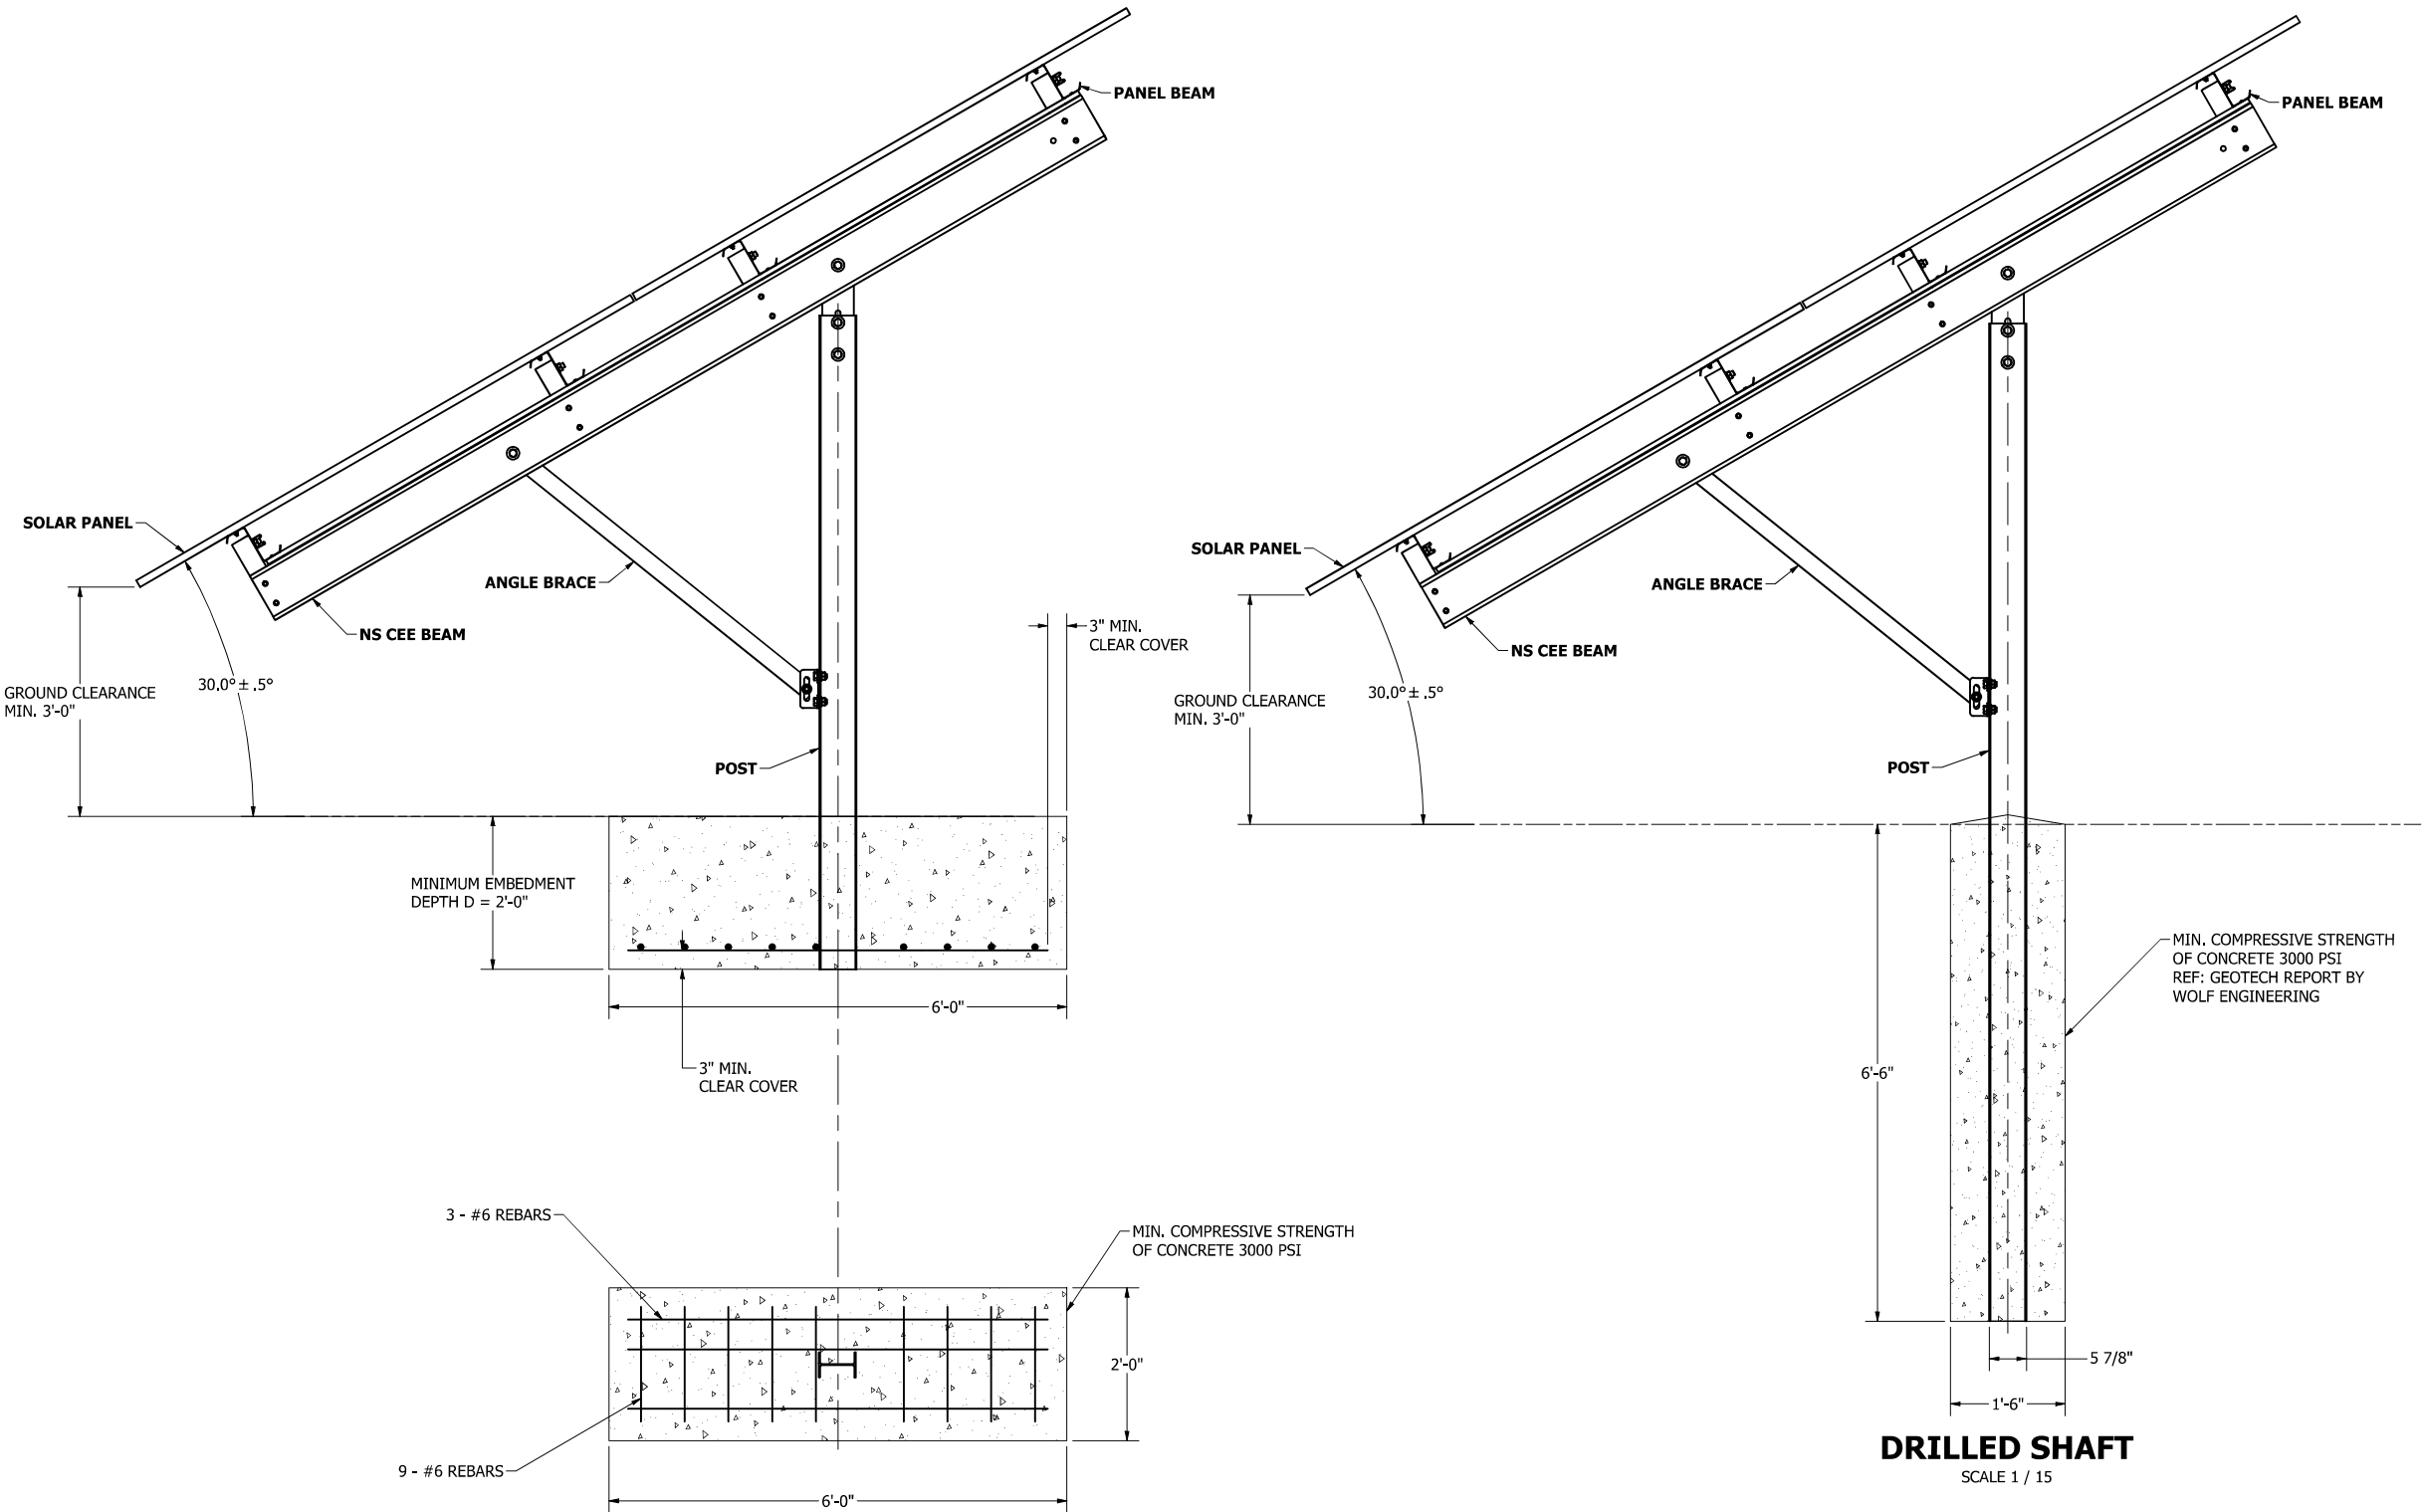 PANEL BEAM
SOLAR PANEL
ANGLE BRACE
NS CEE BEAM
3" MIN.
CLEAR COVER
GROUND CLEARANCE
MIN. 3'-0"
30.0° ± .5°
POST
MINIMUM EMBEDMENT
DEPTH D = 2'-0"
6'-0"
3" MIN.
CLEAR COVER
3 - #6 REBARS
MIN. COMPRESSIVE STRENGTH
OF CONCRETE 3000 PSI
2'-0"
9 - #6 REBARS
6'-0"
PANEL BEAM
SOLAR PANEL
ANGLE BRACE
NS CEE BEAM
GROUND CLEARANCE
MIN. 3'-0"
30.0° ± .5°
POST
MIN. COMPRESSIVE STRENGTH
OF CONCRETE 3000 PSI
REF: GEOTECH REPORT BY
WOLF ENGINEERING
6'-6"
5 7/8"
1'-6"
DRILLED SHAFT
SCALE 1 / 15